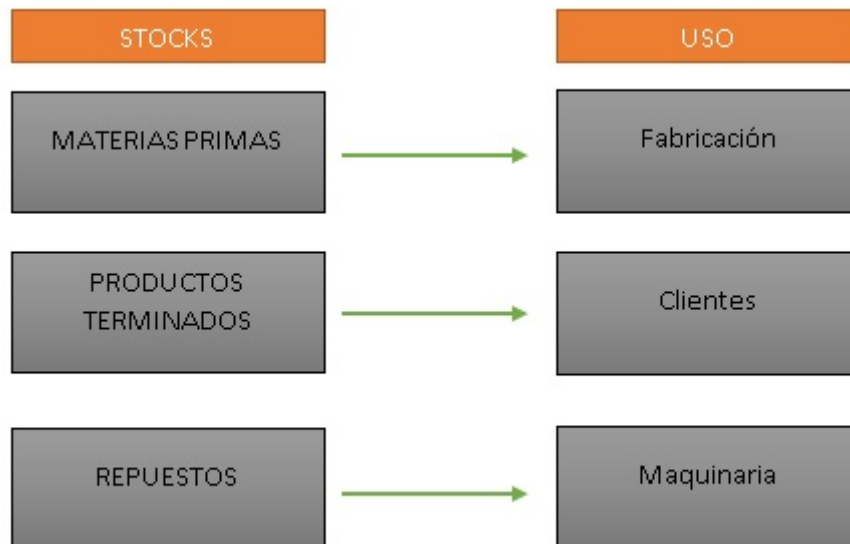 STOCKS
USO
MATERIAS PRIMAS
Fabricación
PRODUCTOS
TERMINADOS
Clientes
REPUESTOS
Maquinaria